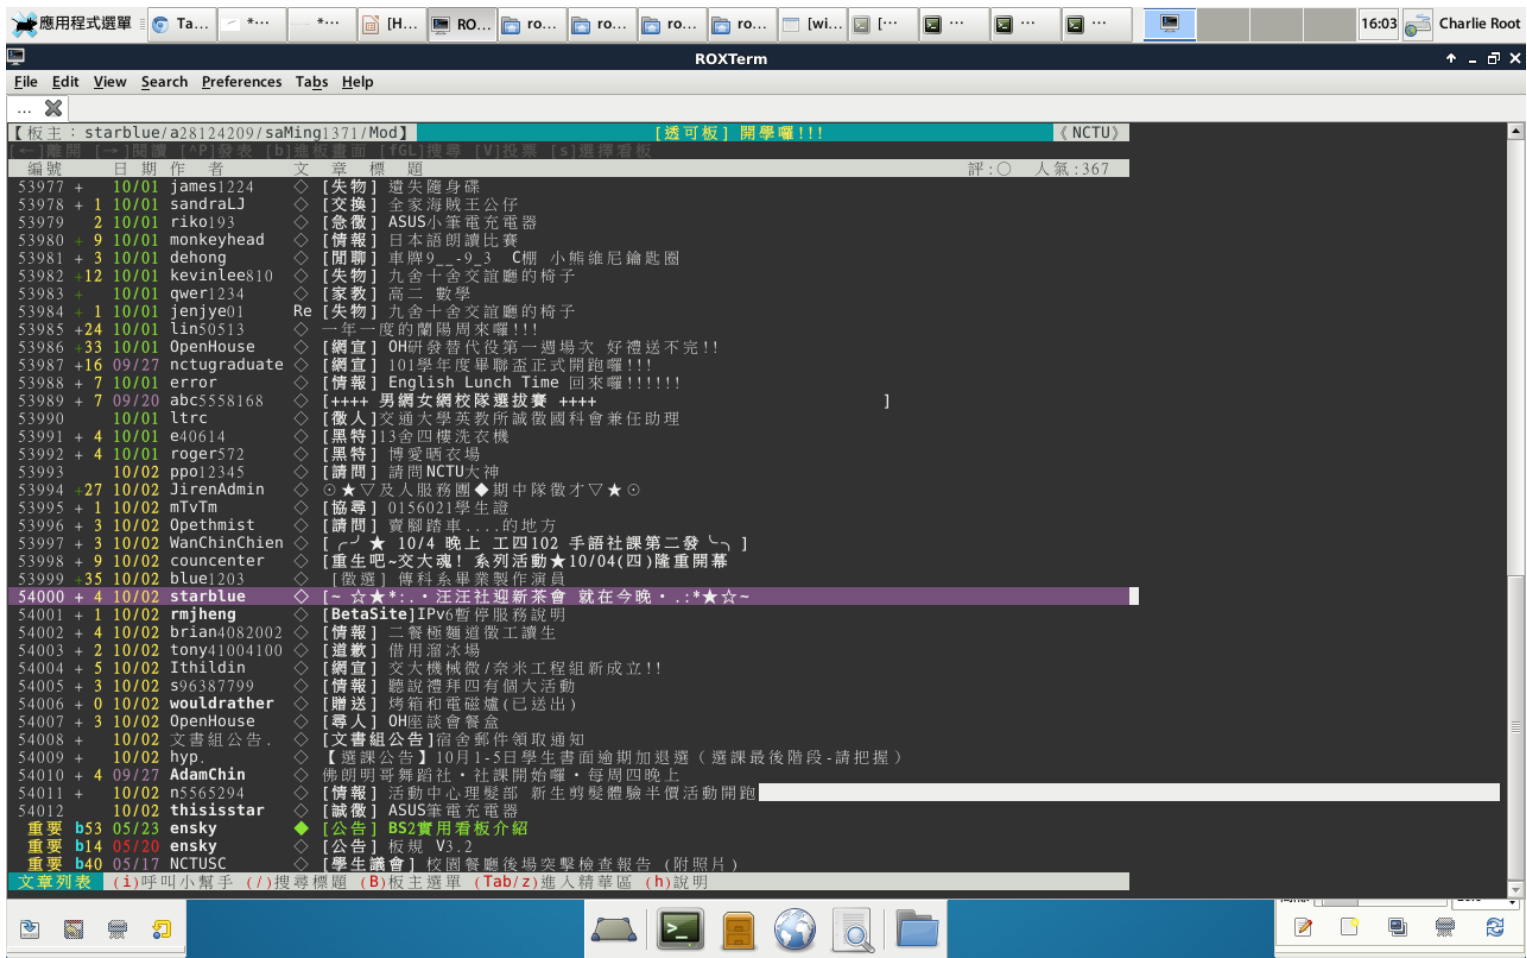 應用程式選單 Ta... *... *... [H... RO... ro... ro... ro... ro... [wi... [... ... ... ... 16:03 Charlie Root
ROXTerm
File Edit View Search Preferences Tabs Help
...
【板主：starblue/a28124209/saMing1371/Mod】 [透可板] 開學囉!!! 《NCTU》
[←]離開 [→]閱讀 [^P]發表 [b]進板畫面 [fGL]搜尋 [V]投票 [s]選擇看板
編號 日 期 作 者 文 章 標 題 評:○ 人氣:367
53977 + 10/01 james1224 ◇ [失物] 遺失隨身碟
53978 + 1 10/01 sandraLJ ◇ [交換] 全家海賊王公仔
53979 2 10/01 riko193 ◇ [急徵] ASUS小筆電充電器
53980 + 9 10/01 monkeyhead ◇ [情報] 日本語朗讀比賽
53981 + 3 10/01 dehong ◇ [閒聊] 車牌9__-9_3 C棚 小熊維尼鑰匙圈
53982 +12 10/01 kevinlee810 ◇ [失物] 九舍十舍交誼廳的椅子
53983 + 10/01 qwer1234 ◇ [家教] 高二 數學
53984 + 1 10/01 jenjye01 Re [失物] 九舍十舍交誼廳的椅子
53985 +24 10/01 lin50513 ◇ 一年一度的蘭陽周來囉!!!
53986 +33 10/01 OpenHouse ◇ [網宣] OH研發替代役第一週場次 好禮送不完!!
53987 +16 09/27 nctugraduate ◇ [網宣] 101學年度畢聯盃正式開跑囉!!!
53988 + 7 10/01 error ◇ [情報] English Lunch Time 回來囉!!!!!!
53989 + 7 09/20 abc5558168 ◇ [++++ 男網女網校隊選拔賽 ++++ ]
53990 10/01 ltrc ◇ [徵人]交通大學英教所誠徵國科會兼任助理
53991 + 4 10/01 e40614 ◇ [黑特]13舍四樓洗衣機
53992 + 4 10/01 roger572 ◇ [黑特] 博愛晒衣場
53993 10/02 ppo12345 ◇ [請問] 請問NCTU大神
53994 +27 10/02 JirenAdmin ◇ ⊙★▽及人服務團◆期中隊徵才▽★⊙
53995 + 1 10/02 mTvTm ◇ [協尋] 0156021學生證
53996 + 3 10/02 Opethmist ◇ [請問] 賣腳踏車....的地方
53997 + 3 10/02 WanChinChien ◇ [ ╭╯★ 10/4 晚上 工四102 手語社課第二發 ╰╮ ]
53998 + 9 10/02 councenter ◇ [重生吧~交大魂! 系列活動★10/04(四)隆重開幕
53999 +35 10/02 blue1203 ◇ [徵選] 傳科系畢業製作演員
54000 + 4 10/02 starblue ◇ [~ ☆★*:.・汪汪社迎新茶會 就在今晚・.:*★☆~
54001 + 1 10/02 rmjheng ◇ [BetaSite]IPv6暫停服務說明
54002 + 4 10/02 brian4082002 ◇ [情報] 二餐極麵道徵工讀生
54003 + 2 10/02 tony41004100 ◇ [道歉] 借用溜冰場
54004 + 5 10/02 Ithildin ◇ [網宣] 交大機械微/奈米工程組新成立!!
54005 + 3 10/02 s96387799 ◇ [情報] 聽說禮拜四有個大活動
54006 + 0 10/02 wouldrather ◇ [贈送] 烤箱和電磁爐(已送出)
54007 + 3 10/02 OpenHouse ◇ [尋人] OH座談會餐盒
54008 + 10/02 文書組公告. ◇ [文書組公告]宿舍郵件領取通知
54009 + 10/02 hyp. ◇ 【選課公告】10月1-5日學生書面逾期加退選（選課最後階段-請把握）
54010 + 4 09/27 AdamChin ◇ 佛朗明哥舞蹈社・社課開始囉・每周四晚上
54011 + 10/02 n5565294 ◇ [情報] 活動中心理髮部 新生剪髮體驗半價活動開跑
54012 10/02 thisisstar ◇ [誠徵] ASUS筆電充電器
重要 b53 05/23 ensky ◆ [公告] BS2實用看板介紹
重要 b14 05/20 ensky ◇ [公告] 板規 V3.2
重要 b40 05/17 NCTUSC ◇ [學生議會] 校園餐廳後場突擊檢查報告 (附照片)
文章列表 (i)呼叫小幫手 (/)搜尋標題 (B)板主選單 (Tab/z)進入精華區 (h)說明